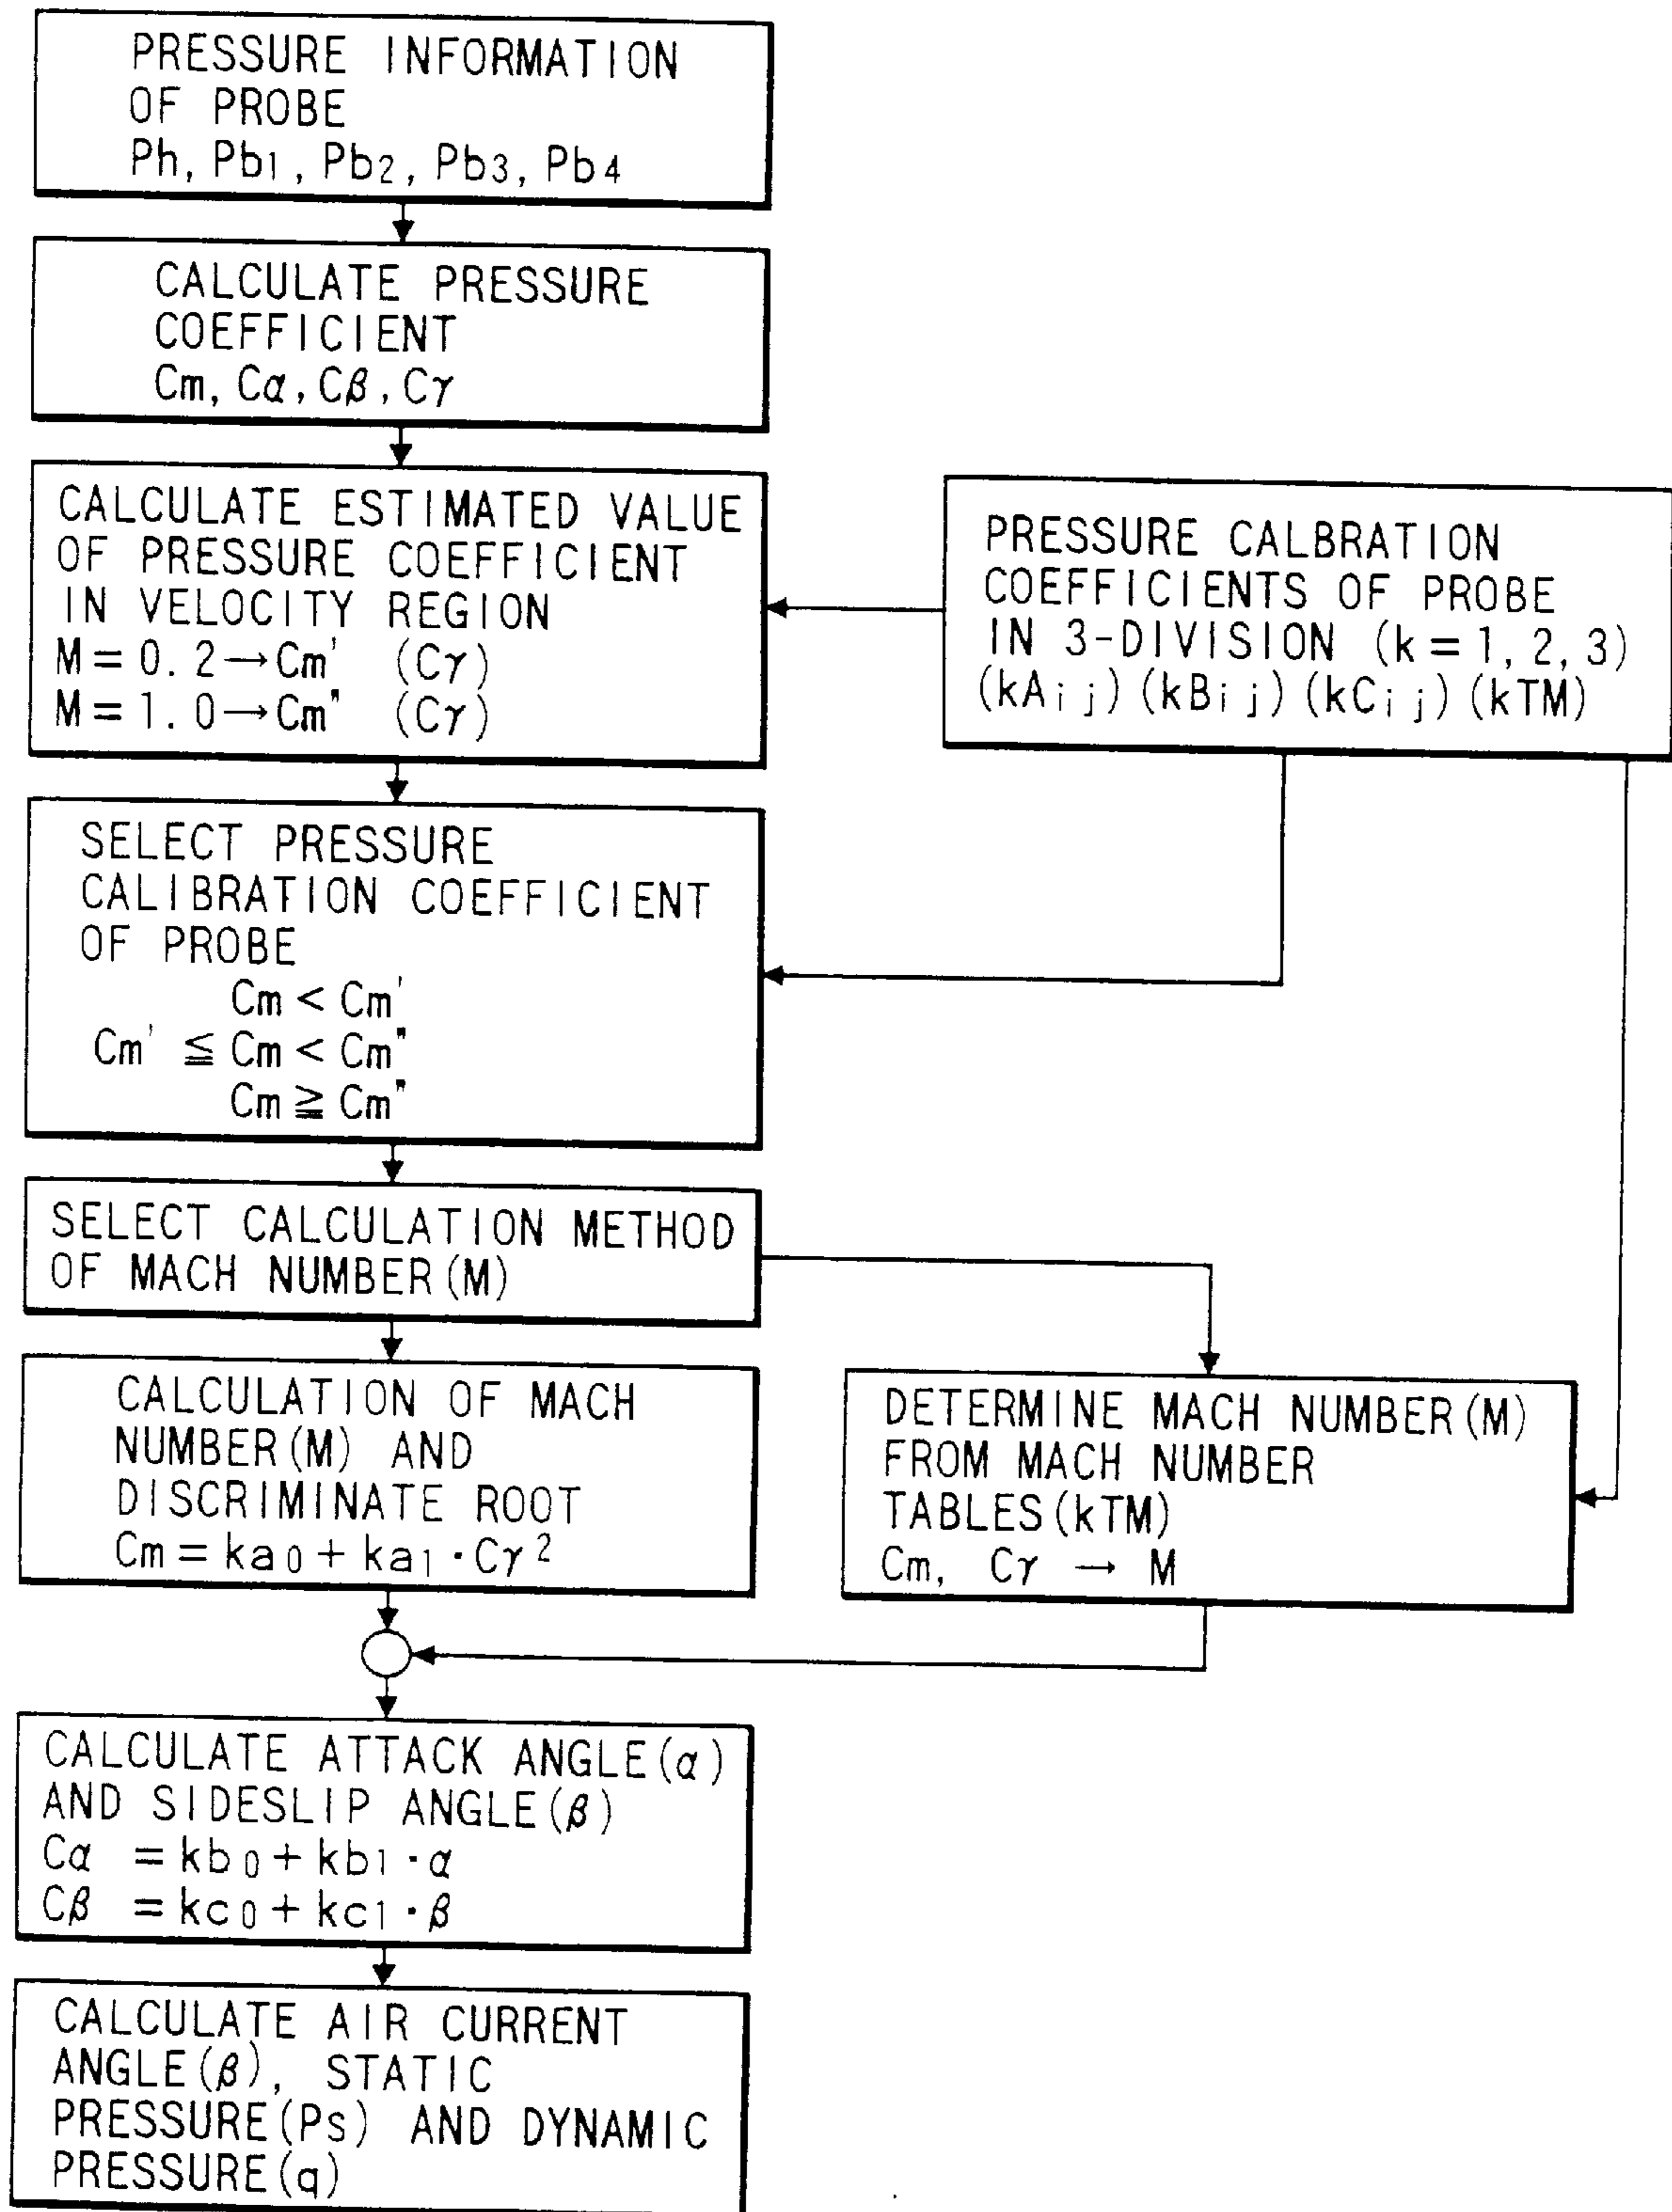 PRESSURE INFORMATION
OF PROBE
Ph, Pb₁, Pb₂, Pb₃, Pb₄
CALCULATE PRESSURE
COEFFICIENT
Cm, Cα, Cβ, Cγ
CALCULATE ESTIMATED VALUE
OF PRESSURE COEFFICIENT
IN VELOCITY REGION
M = 0.2 → Cm' (Cγ)
M = 1.0 → Cm" (Cγ)
PRESSURE CALBRATION
COEFFICIENTS OF PROBE
IN 3-DIVISION (k = 1, 2, 3)
(kAij) (kBij) (kCij) (kTM)
SELECT PRESSURE
CALIBRATION COEFFICIENT
OF PROBE
Cm < Cm'
Cm' ≦ Cm < Cm"
Cm ≧ Cm"
SELECT CALCULATION METHOD
OF MACH NUMBER(M)
CALCULATION OF MACH
NUMBER(M) AND
DISCRIMINATE ROOT
Cm = ka₀ + ka₁ · Cγ²
DETERMINE MACH NUMBER(M)
FROM MACH NUMBER
TABLES(kTM)
Cm, Cγ → M
CALCULATE ATTACK ANGLE(α)
AND SIDESLIP ANGLE(β)
Cα = kb₀ + kb₁ · α
Cβ = kc₀ + kc₁ · β
CALCULATE AIR CURRENT
ANGLE(β), STATIC
PRESSURE(Ps) AND DYNAMIC
PRESSURE(q)